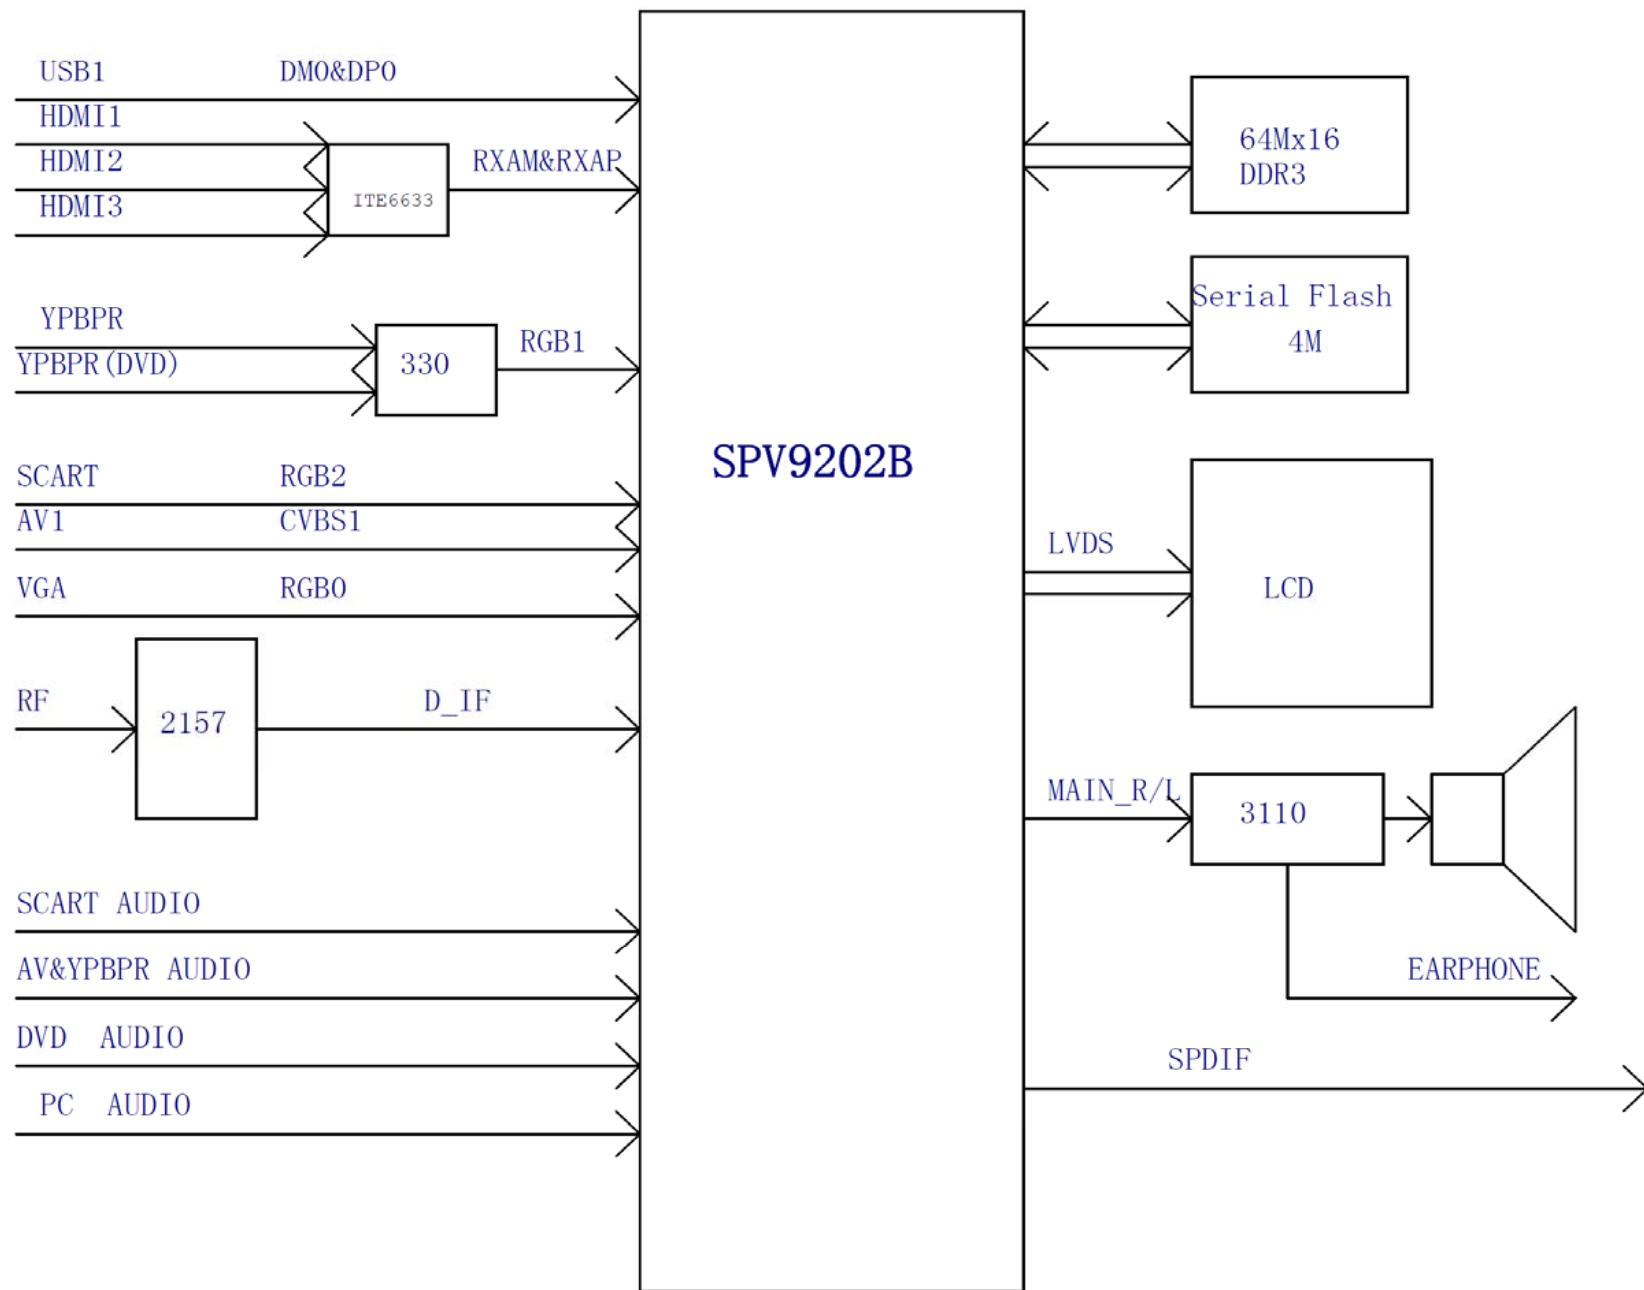 USB1 DMO&DPO
HDMI1
HDMI2 RXAM&RXAP
HDMI3
ITE6633
YPBPR
YPBPR(DVD)
330
RGB1
SCART RGB2
AV1 CVBS1
VGA RGB0
RF
2157
D_IF
SCART AUDIO
AV&YPBPR AUDIO
DVD AUDIO
PC AUDIO
SPV9202B
64Mx16
DDR3
Serial Flash
4M
LVDS
LCD
MAIN_R/L
3110
EARPHONE
SPDIF